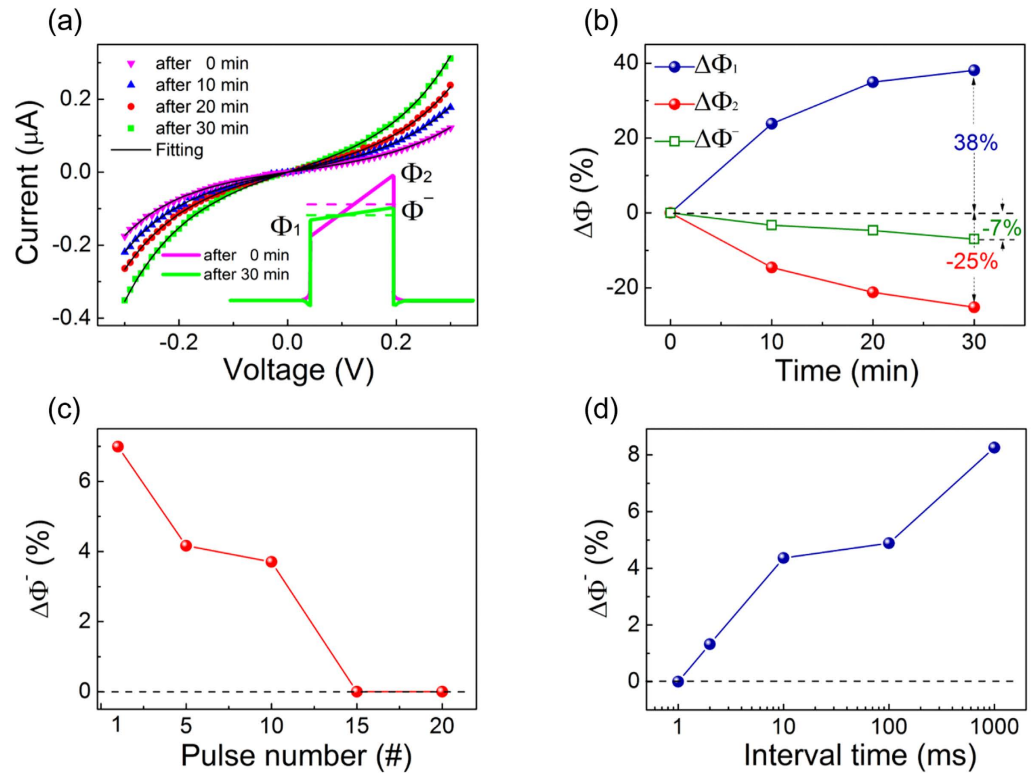 (a)
after 0 min
after 10 min
after 20 min
after 30 min
Fitting
Φ₂
Φ⁻
Φ₁
after 0 min
after 30 min
0.4
0.2
0.0
-0.2
-0.4
Current (μA)
-0.2 0.0 0.2
Voltage (V)
(b)
ΔΦ₁
ΔΦ₂
ΔΦ⁻
38%
-7%
-25%
40
20
0
-20
ΔΦ (%)
0 10 20 30
Time (min)
(c)
8
6
4
2
0
ΔΦ⁻ (%)
1 5 10 15 20
Pulse number (#)
(d)
8
6
4
2
0
ΔΦ⁻ (%)
1 10 100 1000
Interval time (ms)